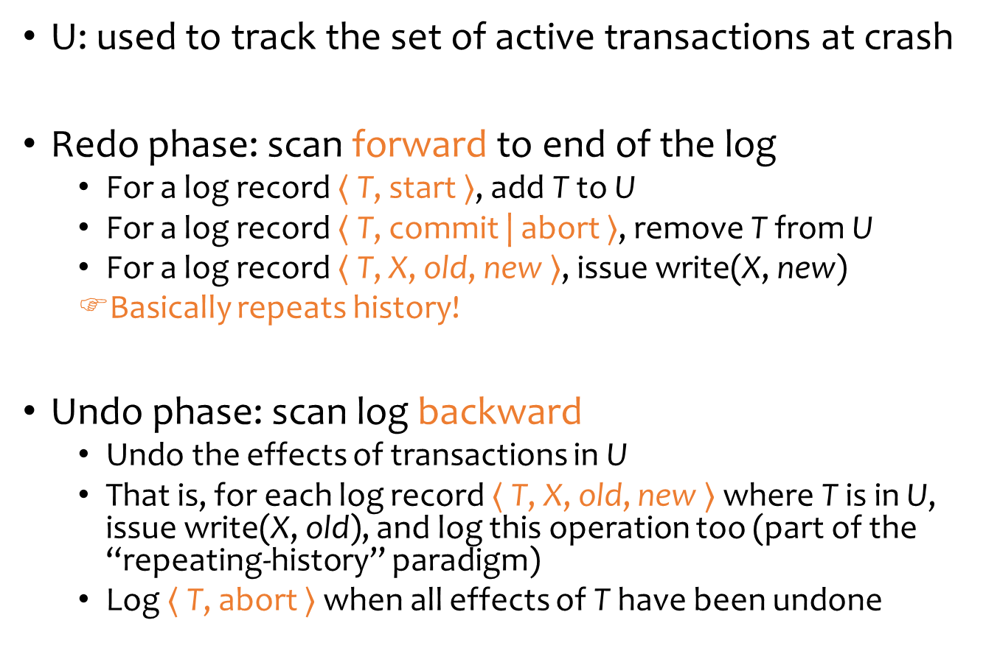 • U: used to track the set of active transactions at crash
• Redo phase: scan forward to end of the log
• For a log record ⟨ T, start ⟩, add T to U
• For a log record ⟨ T, commit | abort ⟩, remove T from U
• For a log record ⟨ T, X, old, new ⟩, issue write(X, new)
☞Basically repeats history!
• Undo phase: scan log backward
• Undo the effects of transactions in U
• That is, for each log record ⟨ T, X, old, new ⟩ where T is in U,
issue write(X, old), and log this operation too (part of the
“repeating-history” paradigm)
• Log ⟨ T, abort ⟩ when all effects of T have been undone